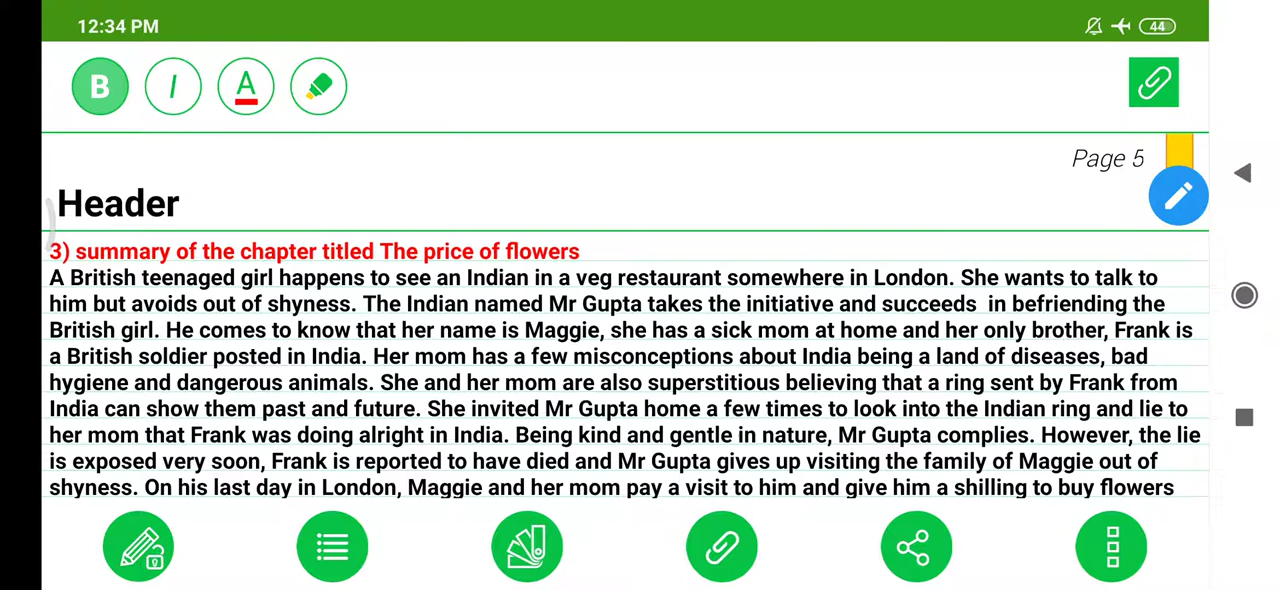 12:34 PM
44
B
I
A
Page 5
Header
3) summary of the chapter titled The price of flowers
A British teenaged girl happens to see an Indian in a veg restaurant somewhere in London. She wants to talk to
him but avoids out of shyness. The Indian named Mr Gupta takes the initiative and succeeds  in befriending the
British girl. He comes to know that her name is Maggie, she has a sick mom at home and her only brother, Frank is
a British soldier posted in India. Her mom has a few misconceptions about India being a land of diseases, bad
hygiene and dangerous animals. She and her mom are also superstitious believing that a ring sent by Frank from
India can show them past and future. She invited Mr Gupta home a few times to look into the Indian ring and lie to
her mom that Frank was doing alright in India. Being kind and gentle in nature, Mr Gupta complies. However, the lie
is exposed very soon, Frank is reported to have died and Mr Gupta gives up visiting the family of Maggie out of
shyness. On his last day in London, Maggie and her mom pay a visit to him and give him a shilling to buy flowers